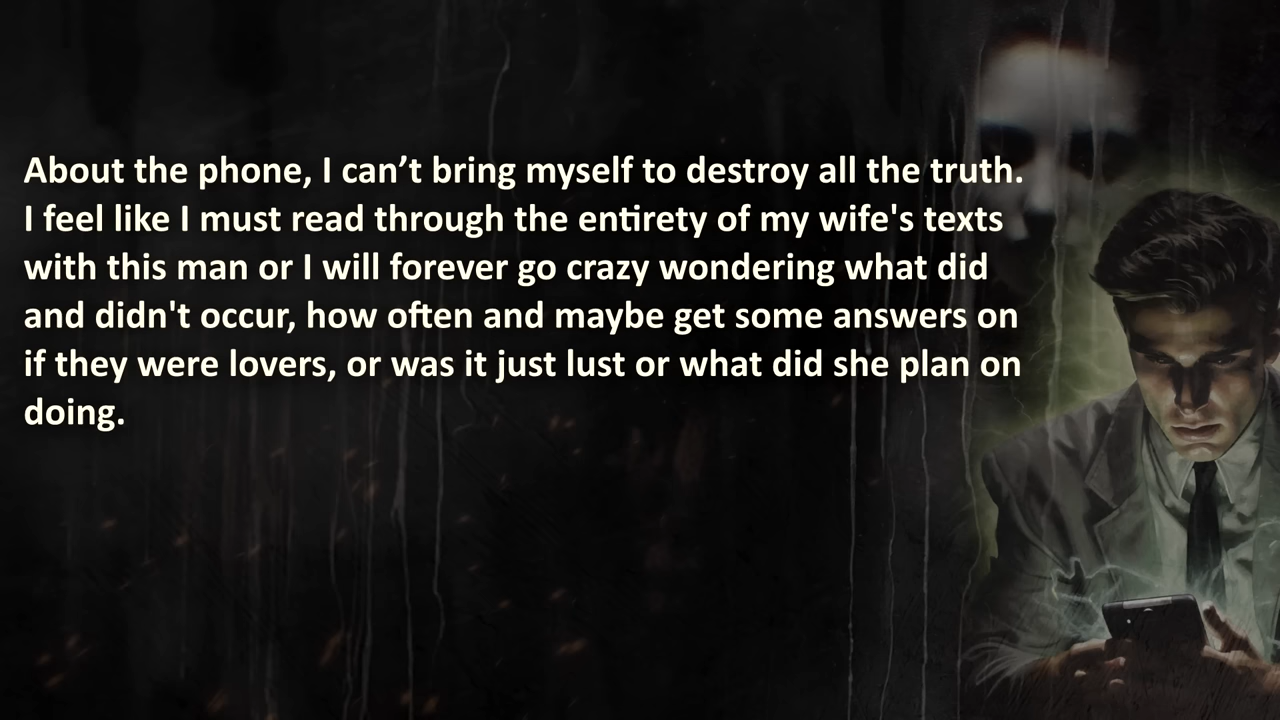 About the phone, I can’t bring myself to destroy all the truth.
I feel like I must read through the entirety of my wife's texts
with this man or I will forever go crazy wondering what did
and didn't occur, how often and maybe get some answers on
if they were lovers, or was it just lust or what did she plan on
doing.